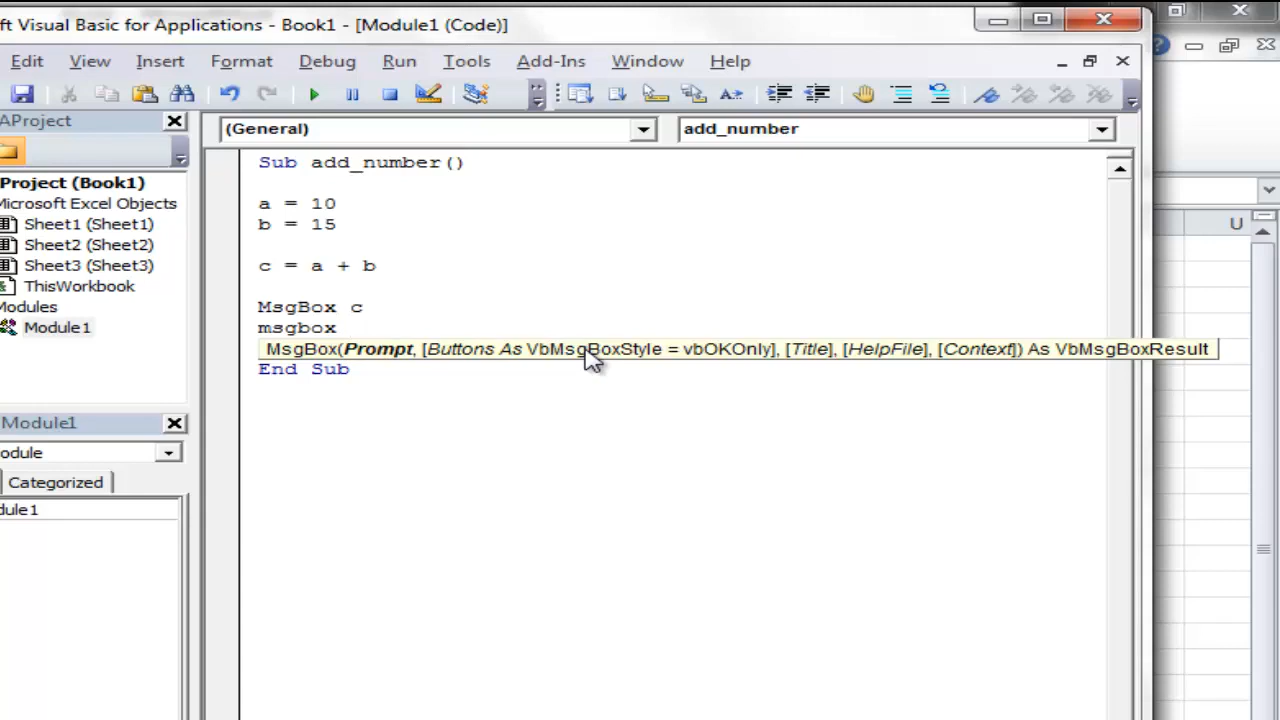 ft Visual Basic for Applications - Book1 - [Module1 (Code)]
Edit View Insert Format Debug Run Tools Add-Ins Window Help
AProject
(General) add_number
Project (Book1)
Microsoft Excel Objects
Sheet1 (Sheet1)
Sheet2 (Sheet2)
Sheet3 (Sheet3)
ThisWorkbook
Modules
Module1
Module1
odule
Categorized
dule1
Sub add_number()
a = 10
b = 15
c = a + b
MsgBox c
msgbox
MsgBox(Prompt, [Buttons As VbMsgBoxStyle = vbOKOnly], [Title], [HelpFile], [Context]) As VbMsgBoxResult
End Sub
U